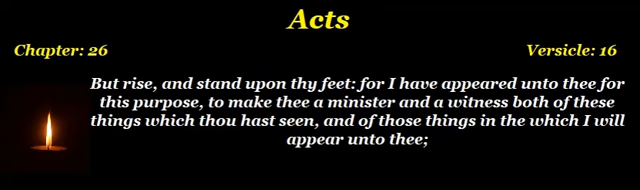 Acts
Chapter: 26 Versicle: 16
But rise, and stand upon thy feet: for I have appeared unto thee for
this purpose, to make thee a minister and a witness both of these
things which thou hast seen, and of those things in the which I will
appear unto thee;